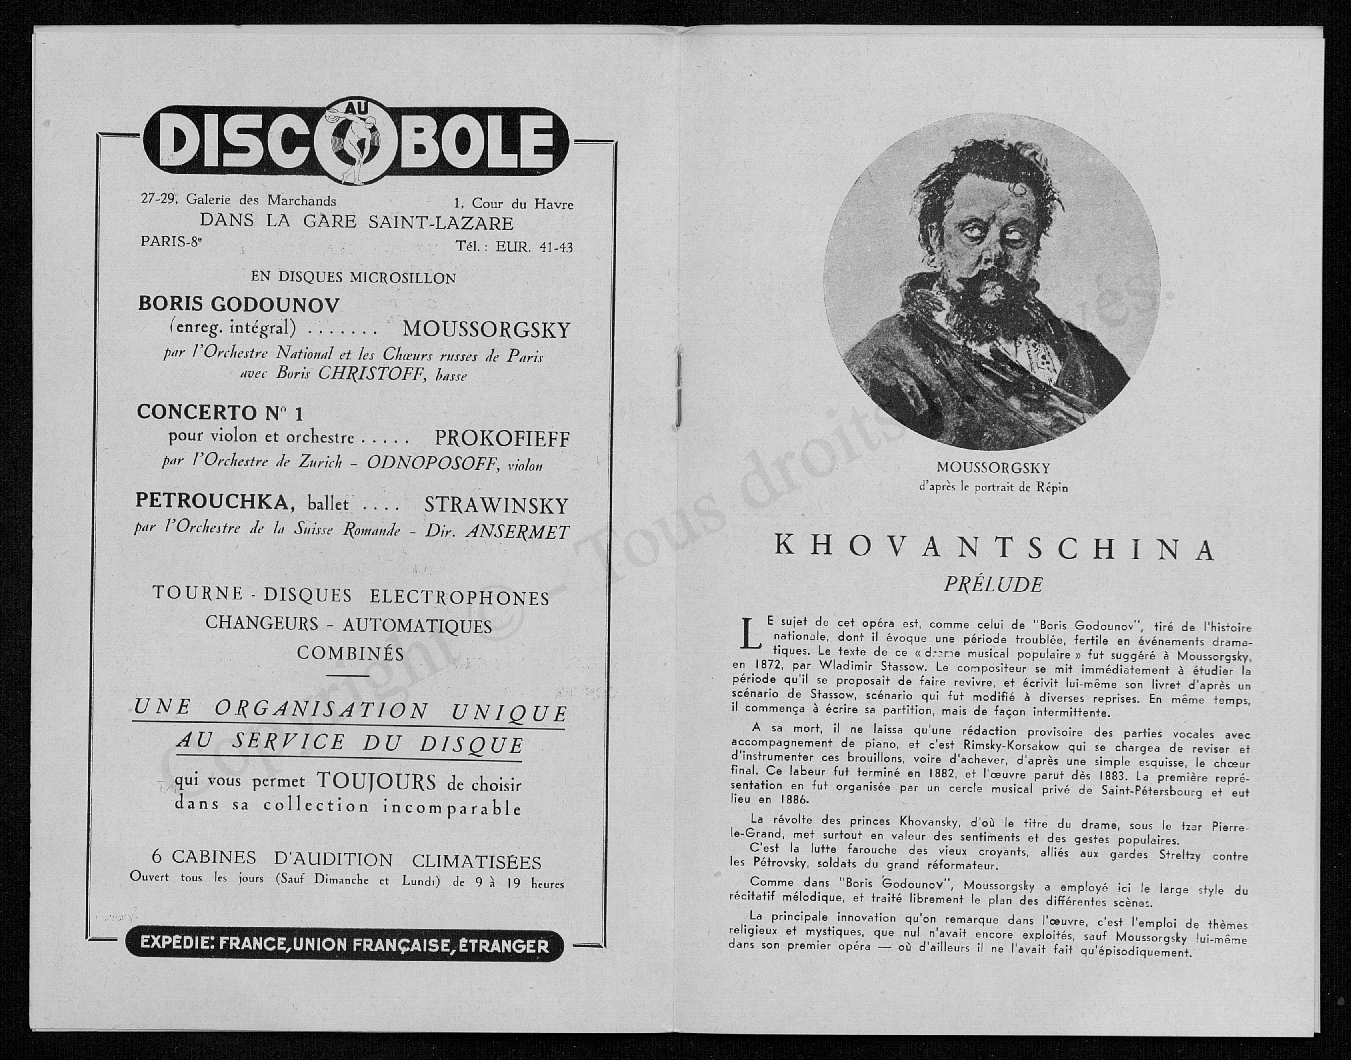 AU
DISCOBOLE
27-29, Galerie des Marchands 1, Cour du Havre
DANS LA GARE SAINT-LAZARE
PARIS-8e Tél. : EUR. 41-43
EN DISQUES MICROSILLON
BORIS GODOUNOV
(enreg. intégral) ....... MOUSSORGSKY
par l'Orchestre National et les Chœurs russes de Paris
avec Boris CHRISTOFF, basse
CONCERTO No 1
pour violon et orchestre ..... PROKOFIEFF
par l'Orchestre de Zurich - ODNOPOSOFF, violon
PETROUCHKA, ballet .... STRAWINSKY
par l'Orchestre de la Suisse Romande - Dir. ANSERMET
TOURNE - DISQUES ELECTROPHONES
CHANGEURS - AUTOMATIQUES
COMBINÉS
UNE ORGANISATION UNIQUE
AU SERVICE DU DISQUE
qui vous permet TOUJOURS de choisir
dans sa collection incomparable
6 CABINES D'AUDITION CLIMATISÉES
Ouvert tous les jours (Sauf Dimanche et Lundi) de 9 à 19 heures
EXPÉDIE: FRANCE, UNION FRANÇAISE, ÉTRANGER
MOUSSORGSKY
d'après le portrait de Répin
KHOVANTSCHINA
PRÉLUDE
LE sujet de cet opéra est, comme celui de "Boris Godounov", tiré de l'histoire
nationale, dont il évoque une période troublée, fertile en événements drama-
tiques. Le texte de ce « drame musical populaire » fut suggéré à Moussorgsky,
en 1872, par Wladimir Stassow. Le compositeur se mit immédiatement à étudier la
période qu'il se proposait de faire revivre, et écrivit lui-même son livret d'après un
scénario de Stassow, scénario qui fut modifié à diverses reprises. En même temps,
il commença à écrire sa partition, mais de façon intermittente.
A sa mort, il ne laissa qu'une rédaction provisoire des parties vocales avec
accompagnement de piano, et c'est Rimsky-Korsakow qui se chargea de reviser et
d'instrumenter ces brouillons, voire d'achever, d'après une simple esquisse, le chœur
final. Ce labeur fut terminé en 1882, et l'œuvre parut dès 1883. La première repré-
sentation en fut organisée par un cercle musical privé de Saint-Pétersbourg et eut
lieu en 1886.
La révolte des princes Khovansky, d'où le titre du drame, sous le tzar Pierre-
le-Grand, met surtout en valeur des sentiments et des gestes populaires.
C'est la lutte farouche des vieux croyants, alliés aux gardes Streltzy contre
les Pétrovsky, soldats du grand réformateur.
Comme dans "Boris Godounov", Moussorgsky a employé ici le large style du
récitatif mélodique, et traité librement le plan des différentes scènes.
La principale innovation qu'on remarque dans l'œuvre, c'est l'emploi de thèmes
religieux et mystiques, que nul n'avait encore exploités, sauf Moussorgsky lui-même
dans son premier opéra — où d'ailleurs il ne l'avait fait qu'épisodiquement.
Copyright © - Tous droits